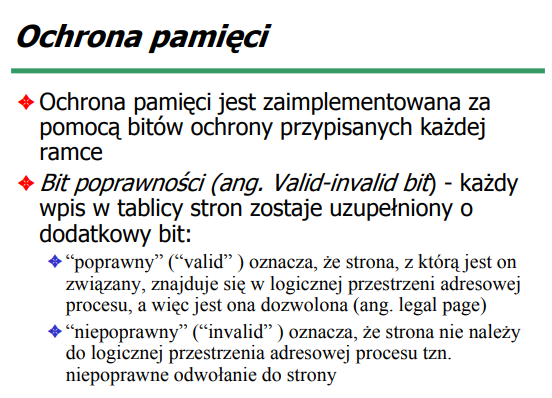 Ochrona pamięci
Ochrona pamięci jest zaimplementowana za
pomocą bitów ochrony przypisanych każdej
ramce
Bit poprawności (ang. Valid-invalid bit) - każdy
wpis w tablicy stron zostaje uzupełniony o
dodatkowy bit:
“poprawny” (“valid” ) oznacza, że strona, z którą jest on
związany, znajduje się w logicznej przestrzeni adresowej
procesu, a więc jest ona dozwolona (ang. legal page)
“niepoprawny” (“invalid” ) oznacza, że strona nie należy
do logicznej przestrzenia adresowej procesu tzn.
niepoprawne odwołanie do strony